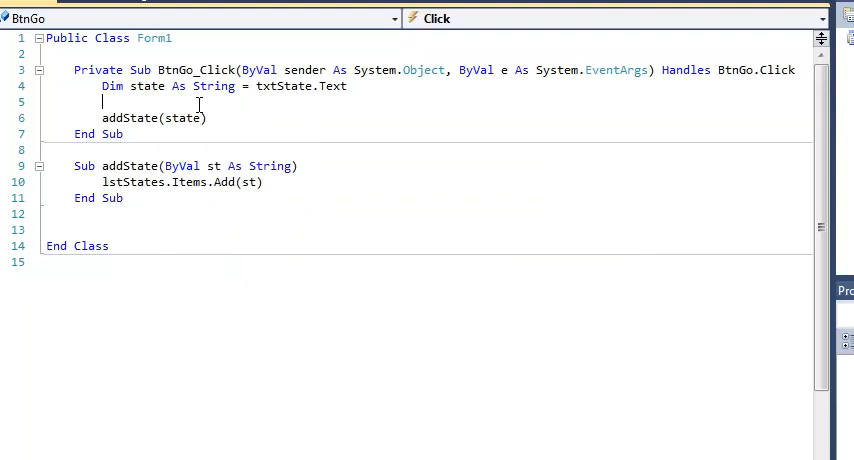 BtnGo
Click
1 Public Class Form1
2
3 Private Sub BtnGo_Click(ByVal sender As System.Object, ByVal e As System.EventArgs) Handles BtnGo.Click
4 Dim state As String = txtState.Text
5
6 addState(state)
7 End Sub
8
9 Sub addState(ByVal st As String)
10 lstStates.Items.Add(st)
11 End Sub
12
13
14 End Class
15
Pro